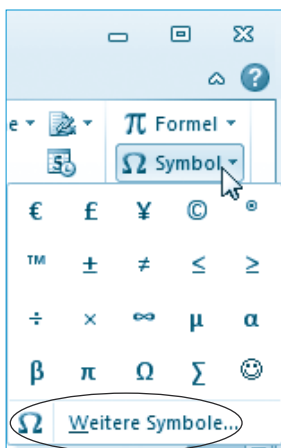 e
π Formel
Ω Symbol
€ £ ¥ © ®
™ ± ≠ ≤ ≥
÷ × ∞ µ α
β π Ω ∑ ☺
Ω Weitere Symbole...